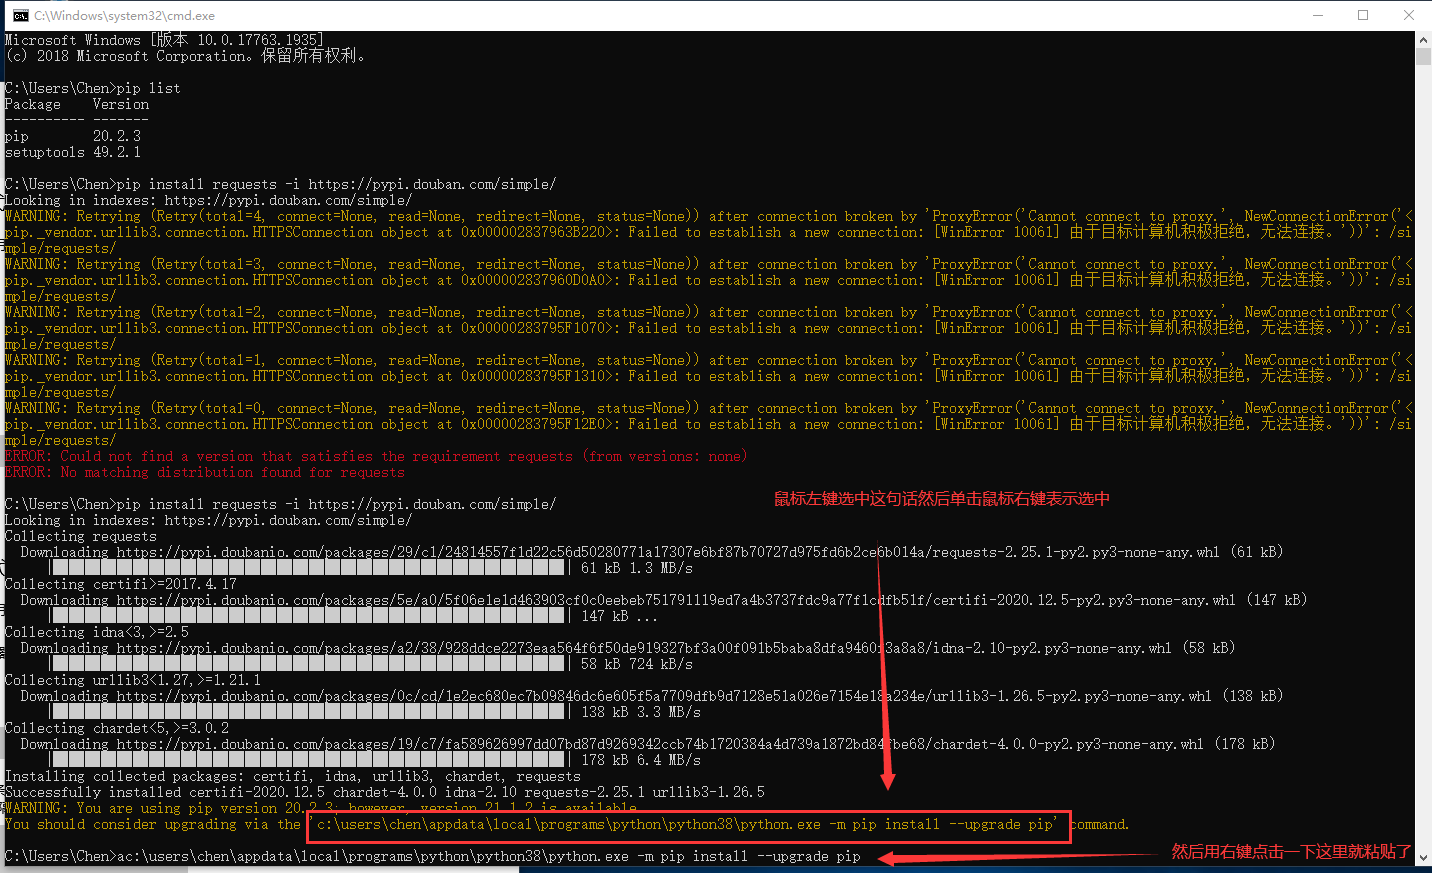 C:\Windows\system32\cmd.exe
Microsoft Windows [版本 10.0.17763.1935]
(c) 2018 Microsoft Corporation。保留所有权利。
C:\Users\Chen>pip list
Package    Version
---------- -------
pip        20.2.3
setuptools 49.2.1
C:\Users\Chen>pip install requests -i https://pypi.douban.com/simple/
Looking in indexes: https://pypi.douban.com/simple/
WARNING: Retrying (Retry(total=4, connect=None, read=None, redirect=None, status=None)) after connection broken by 'ProxyError('Cannot connect to proxy.', NewConnectionError('<
pip._vendor.urllib3.connection.HTTPSConnection object at 0x000002837963B220>: Failed to establish a new connection: [WinError 10061] 由于目标计算机积极拒绝，无法连接。'))': /si
mple/requests/
WARNING: Retrying (Retry(total=3, connect=None, read=None, redirect=None, status=None)) after connection broken by 'ProxyError('Cannot connect to proxy.', NewConnectionError('<
pip._vendor.urllib3.connection.HTTPSConnection object at 0x000002837960D0A0>: Failed to establish a new connection: [WinError 10061] 由于目标计算机积极拒绝，无法连接。'))': /si
mple/requests/
WARNING: Retrying (Retry(total=2, connect=None, read=None, redirect=None, status=None)) after connection broken by 'ProxyError('Cannot connect to proxy.', NewConnectionError('<
pip._vendor.urllib3.connection.HTTPSConnection object at 0x00000283795F1070>: Failed to establish a new connection: [WinError 10061] 由于目标计算机积极拒绝，无法连接。'))': /si
mple/requests/
WARNING: Retrying (Retry(total=1, connect=None, read=None, redirect=None, status=None)) after connection broken by 'ProxyError('Cannot connect to proxy.', NewConnectionError('<
pip._vendor.urllib3.connection.HTTPSConnection object at 0x00000283795F1310>: Failed to establish a new connection: [WinError 10061] 由于目标计算机积极拒绝，无法连接。'))': /si
mple/requests/
WARNING: Retrying (Retry(total=0, connect=None, read=None, redirect=None, status=None)) after connection broken by 'ProxyError('Cannot connect to proxy.', NewConnectionError('<
pip._vendor.urllib3.connection.HTTPSConnection object at 0x00000283795F12E0>: Failed to establish a new connection: [WinError 10061] 由于目标计算机积极拒绝，无法连接。'))': /si
mple/requests/
ERROR: Could not find a version that satisfies the requirement requests (from versions: none)
ERROR: No matching distribution found for requests
鼠标左键选中这句话然后单击鼠标右键表示选中
C:\Users\Chen>pip install requests -i https://pypi.douban.com/simple/
Looking in indexes: https://pypi.douban.com/simple/
Collecting requests
Downloading https://pypi.doubanio.com/packages/29/c1/24814557f1d22c56d50280771a17307e6bf87b70727d975fd6b2ce6b014a/requests-2.25.1-py2.py3-none-any.whl (61 kB)
| 61 kB 1.3 MB/s
Collecting certifi>=2017.4.17
Downloading https://pypi.doubanio.com/packages/5e/a0/5f06e1e1d463903cf0c0eebeb751791119ed7a4b3737fdc9a77f1cdfb51f/certifi-2020.12.5-py2.py3-none-any.whl (147 kB)
| 147 kB ...
Collecting idna<3,>=2.5
Downloading https://pypi.doubanio.com/packages/a2/38/928ddce2273eaa564f6f50de919327bf3a00f091b5baba8dfa9460f3a8a8/idna-2.10-py2.py3-none-any.whl (58 kB)
| 58 kB 724 kB/s
Collecting urllib3<1.27,>=1.21.1
Downloading https://pypi.doubanio.com/packages/0c/cd/1e2ec680ec7b09846dc6e605f5a7709dfb9d7128e51a026e7154e18a234e/urllib3-1.26.5-py2.py3-none-any.whl (138 kB)
| 138 kB 3.3 MB/s
Collecting chardet<5,>=3.0.2
Downloading https://pypi.doubanio.com/packages/19/c7/fa589626997dd07bd87d9269342ccb74b1720384a4d739a1872bd84fbe68/chardet-4.0.0-py2.py3-none-any.whl (178 kB)
| 178 kB 6.4 MB/s
Installing collected packages: certifi, idna, urllib3, chardet, requests
Successfully installed certifi-2020.12.5 chardet-4.0.0 idna-2.10 requests-2.25.1 urllib3-1.26.5
WARNING: You are using pip version 20.2.3; however, version 21.1.2 is available.
You should consider upgrading via the 'c:\users\chen\appdata\local\programs\python\python38\python.exe -m pip install --upgrade pip' command.
C:\Users\Chen>ac:\users\chen\appdata\local\programs\python\python38\python.exe -m pip install --upgrade pip
然后用右键点击一下这里就粘贴了